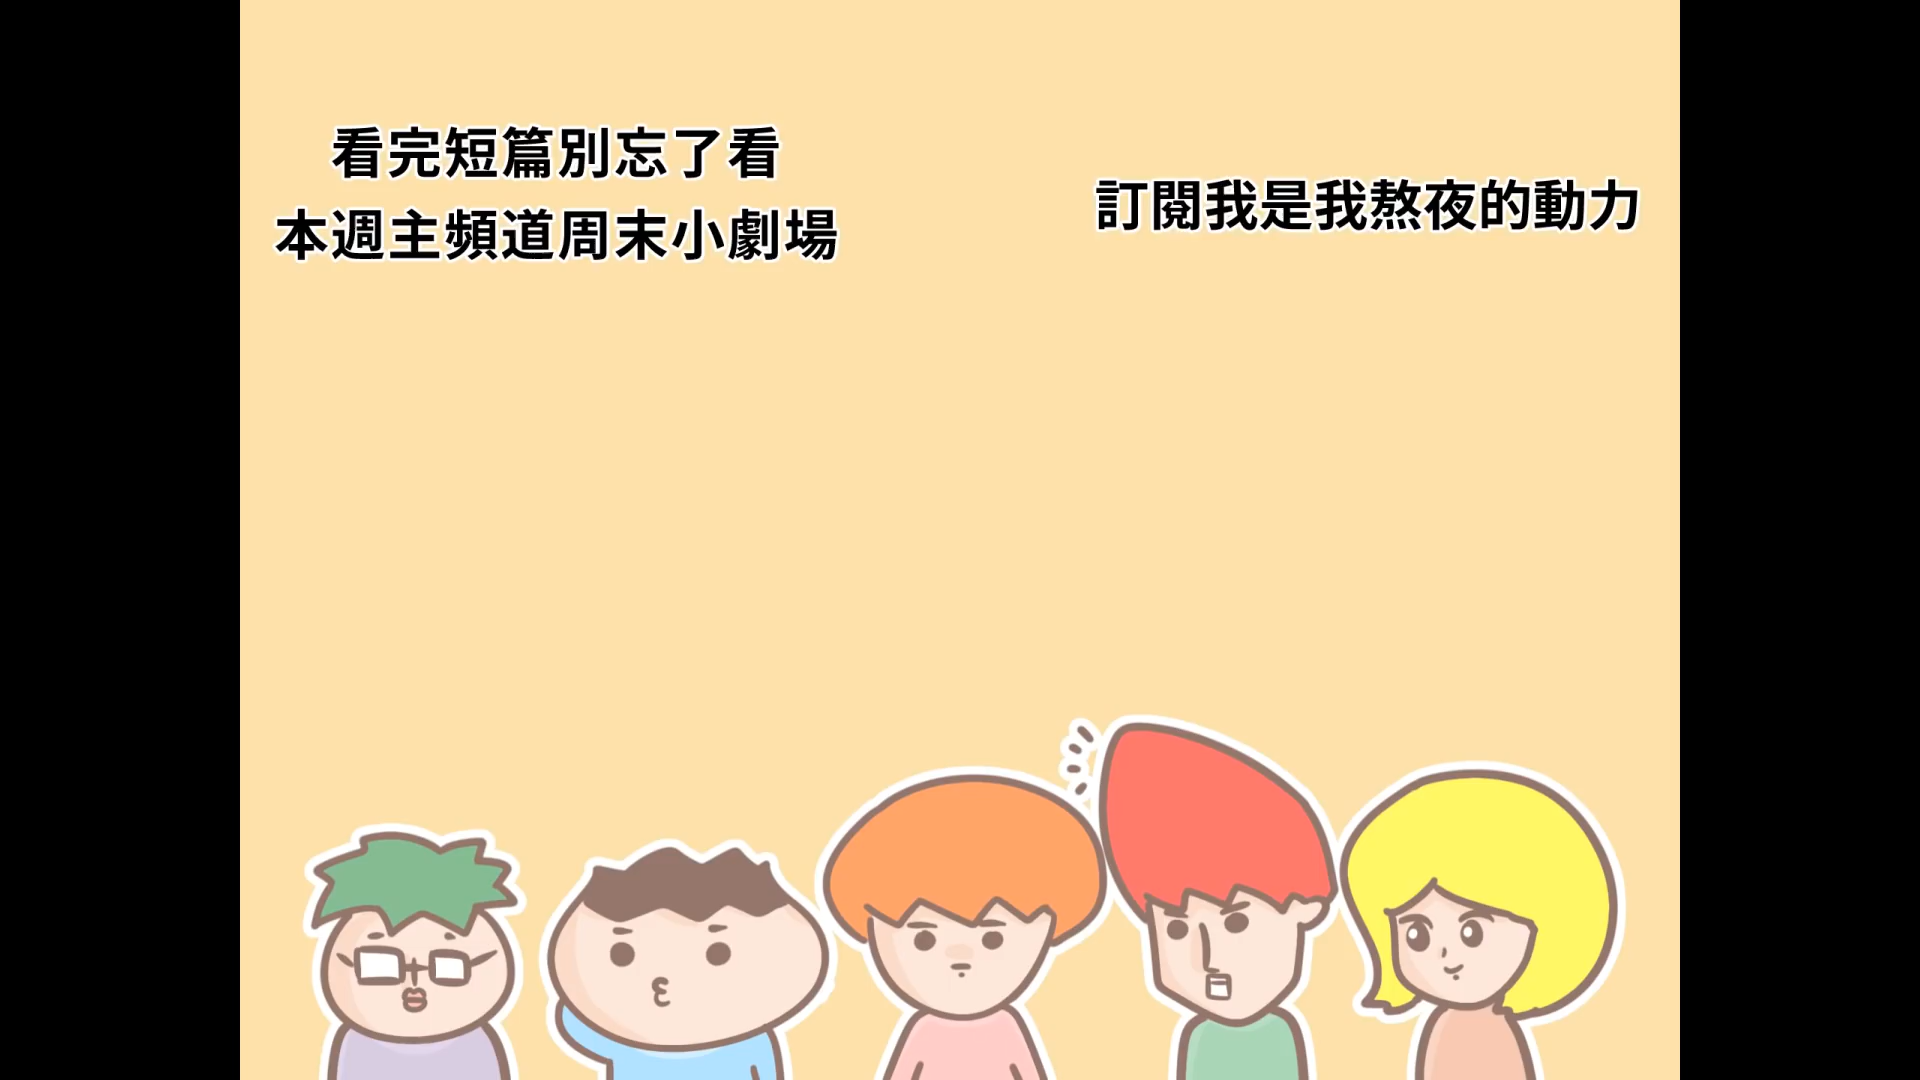 看完短篇別忘了看
本週主頻道周末小劇場
訂閱我是我熬夜的動力